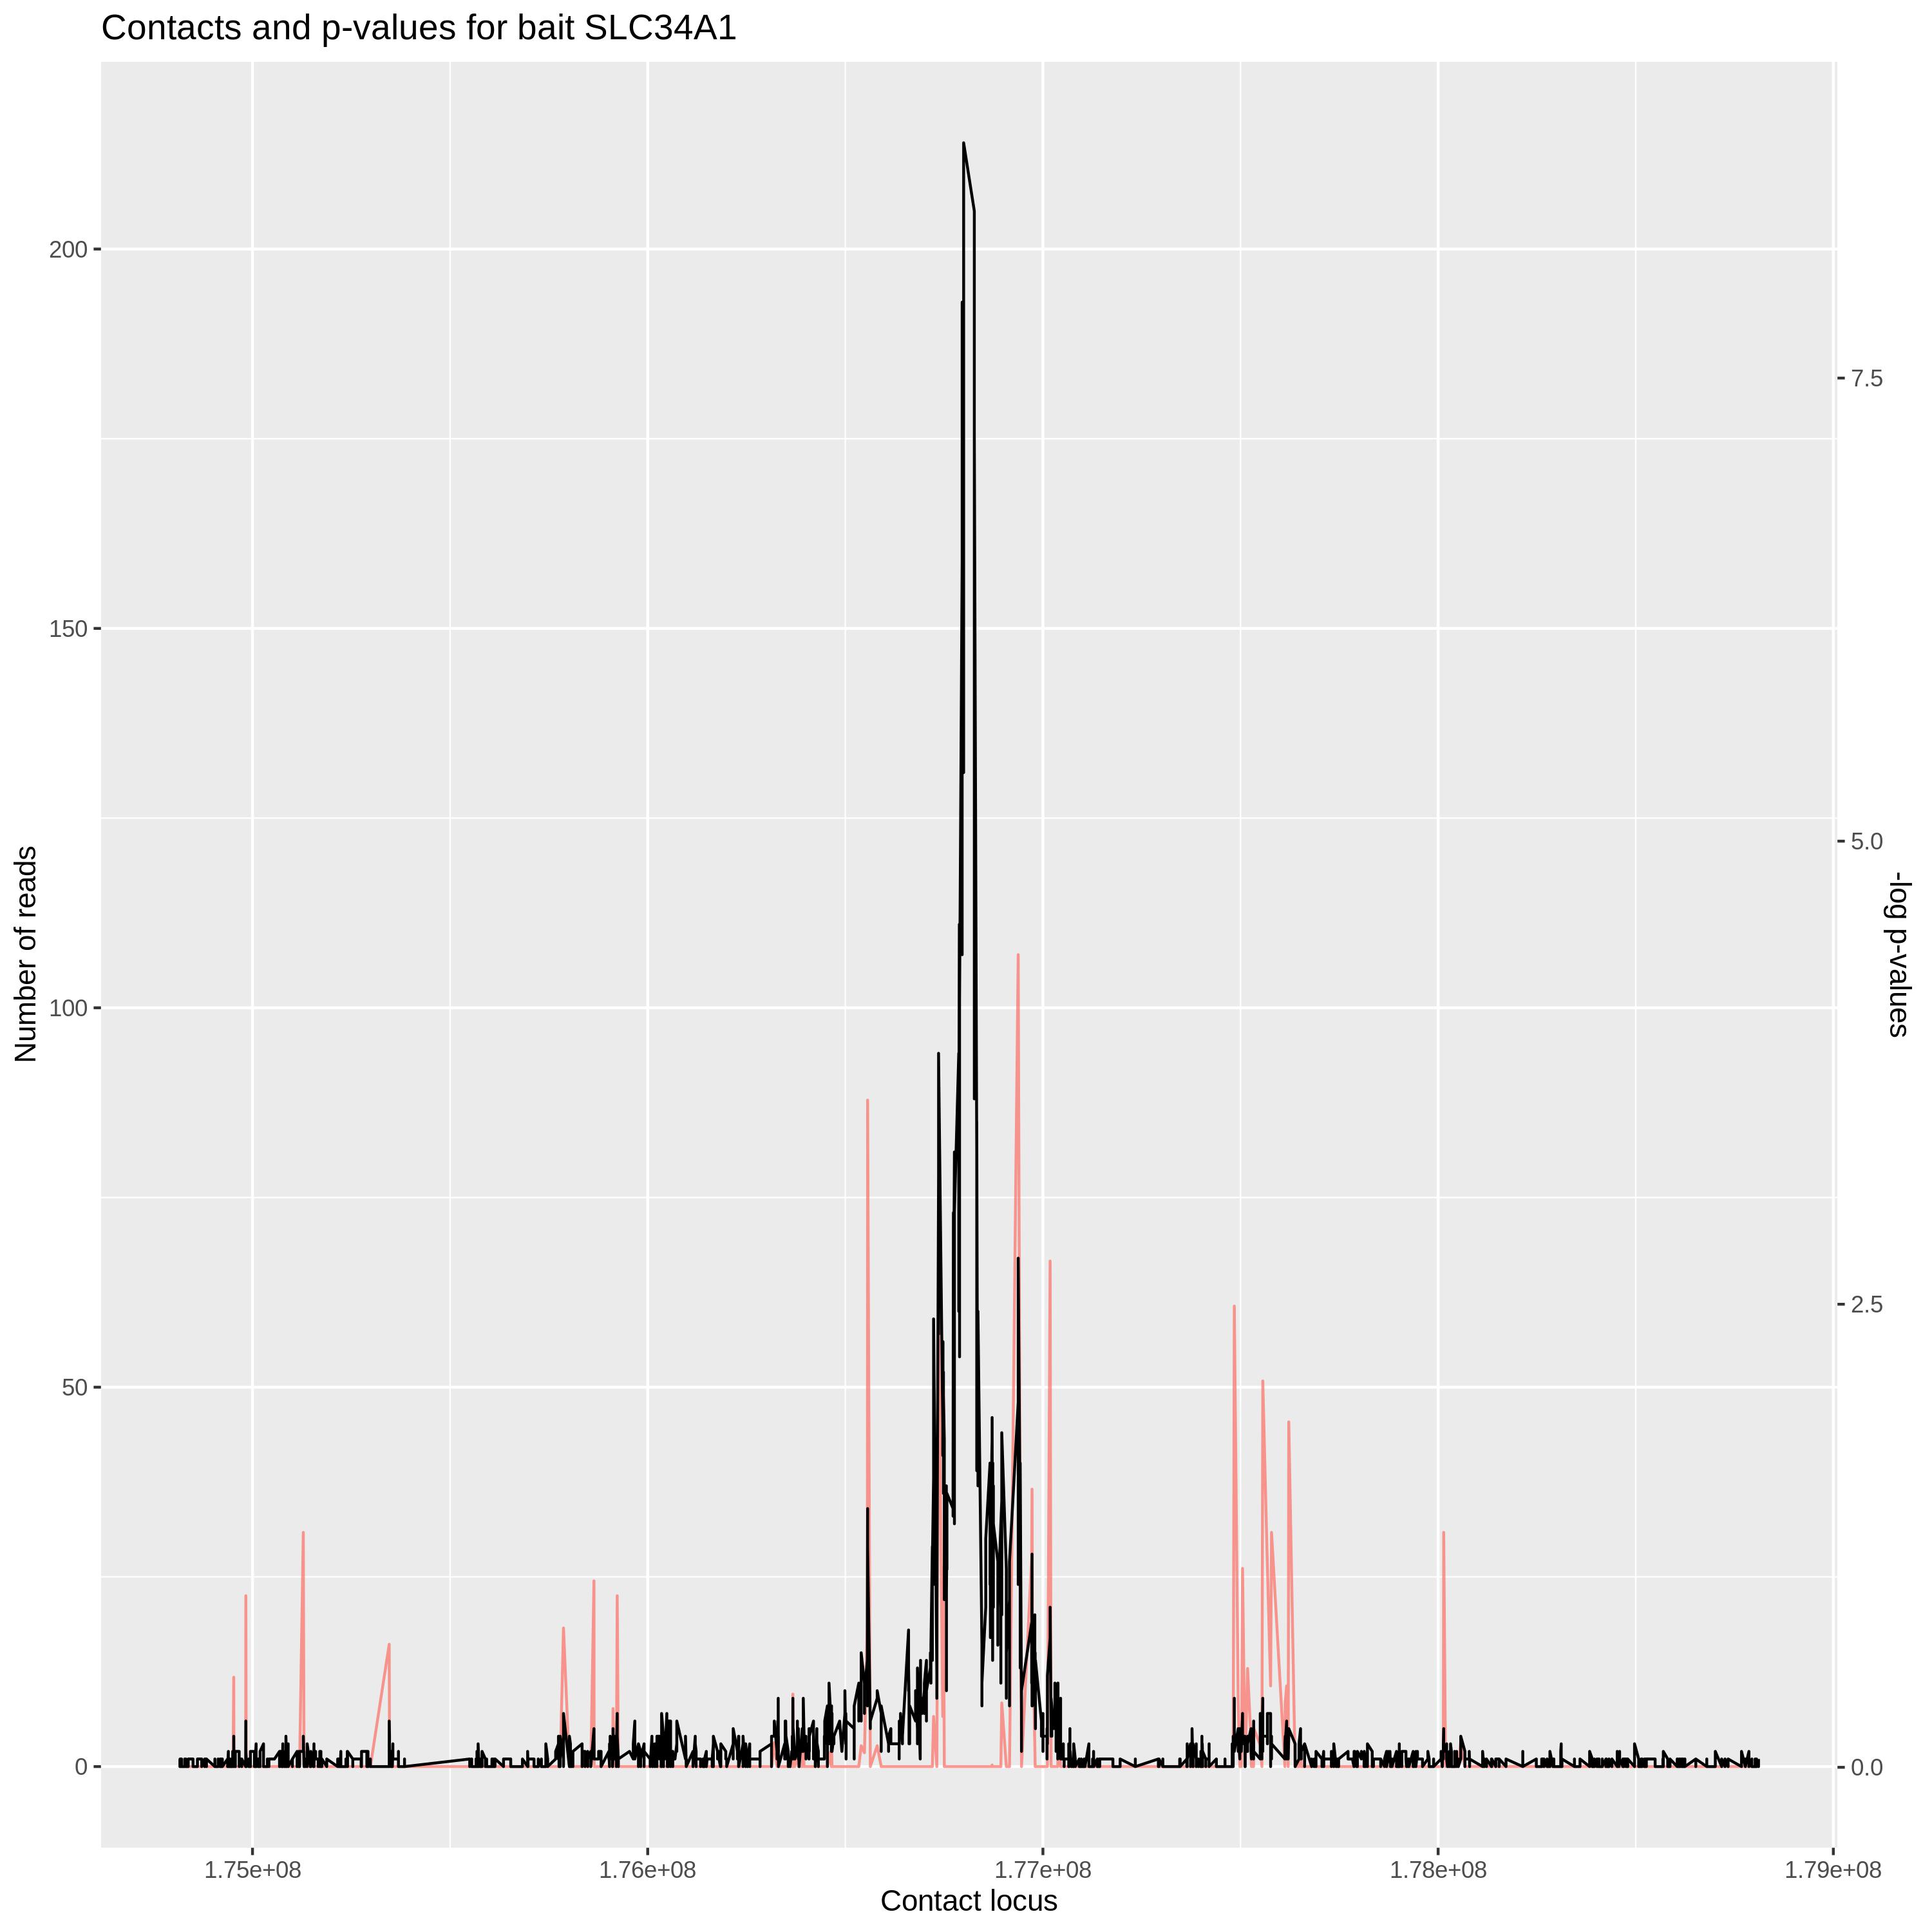 Contacts and p-values for bait SLC34A1
200
150
100
50
0
Number of reads
7.5
5.0
2.5
0.0
-log p-values
1.75e+08
1.76e+08
1.77e+08
1.78e+08
1.79e+08
Contact locus